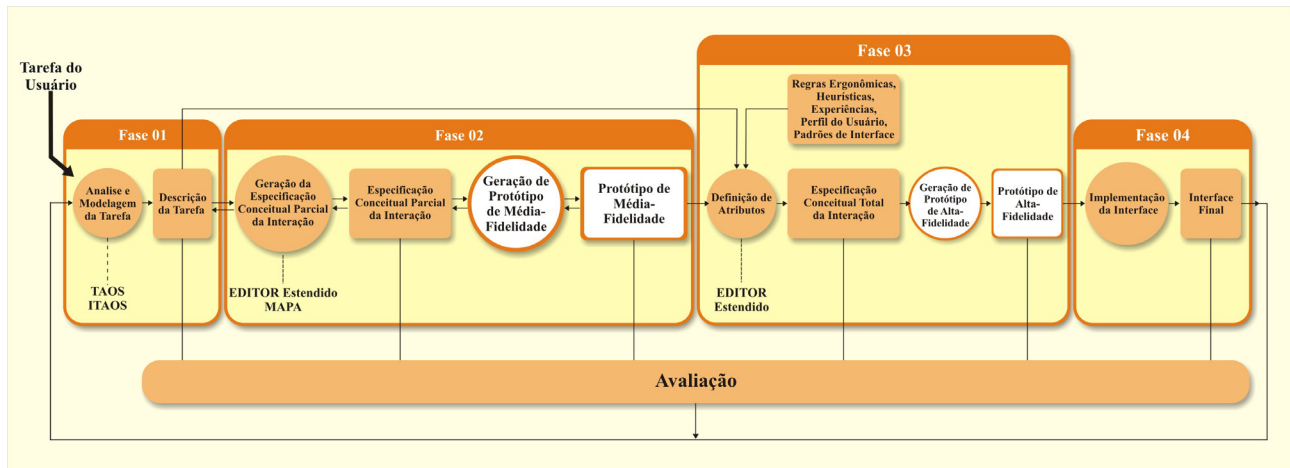 Tarefa do
Usuário
Fase 01
Analise e
Modelagem
da Tarefa
Descrição
da Tarefa
TAOS
ITAOS
Fase 02
Geração da
Especificação
Conceitual Parcial
da Interação
Especificação
Conceitual Parcial
da Interação
Geração de
Protótipo
de Média-
Fidelidade
Protótipo de
Média-
Fidelidade
EDITOR Estendido
MAPA
Fase 03
Regras Ergonômicas,
Heurísticas,
Experiências,
Perfil do Usuário,
Padrões de Interface
Definição de
Atributos
Especificação
Conceitual Total
da Interação
Geração de
Protótipo
de Alta-
Fidelidade
Protótipo de
Alta-
Fidelidade
EDITOR
Estendido
Fase 04
Implementação
da Interface
Interface
Final
Avaliação